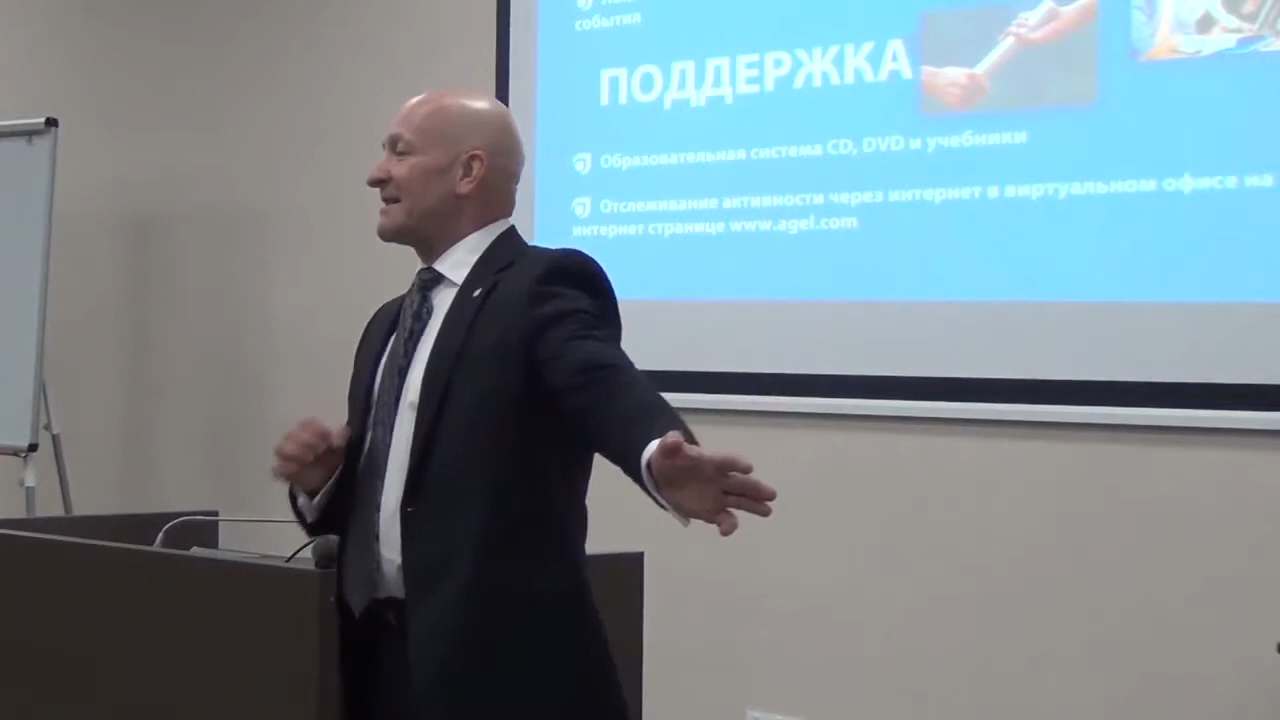 события
ПОДДЕРЖКА
Образовательная система CD, DVD и учебники
Отслеживание активности через интернет в виртуальном офисе на
интернет странице www.agel.com